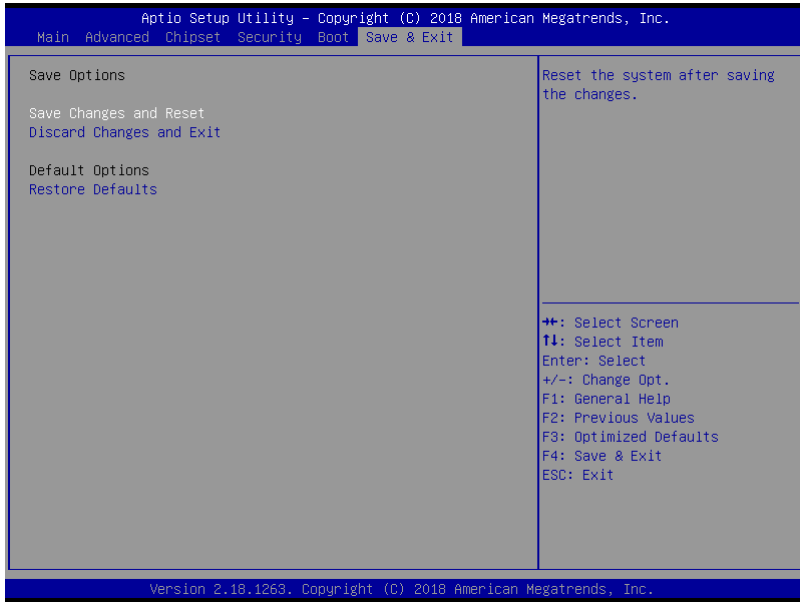 Aptio Setup Utility – Copyright (C) 2018 American Megatrends, Inc.
Main Advanced Chipset Security Boot Save & Exit
Save Options
Save Changes and Reset
Discard Changes and Exit
Default Options
Restore Defaults
Reset the system after saving
the changes.
→←: Select Screen
↑↓: Select Item
Enter: Select
+/-: Change Opt.
F1: General Help
F2: Previous Values
F3: Optimized Defaults
F4: Save & Exit
ESC: Exit
Version 2.18.1263. Copyright (C) 2018 American Megatrends, Inc.